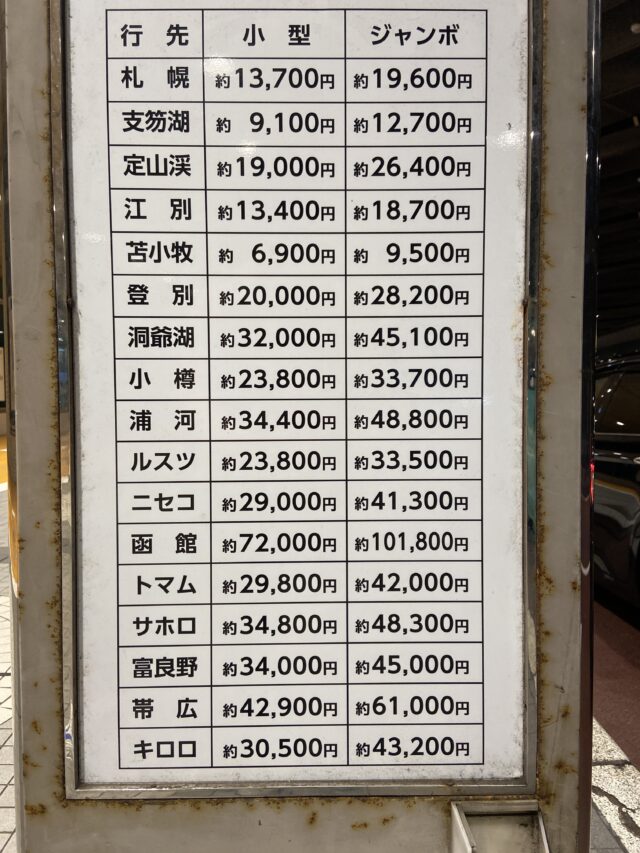 行先 小型 ジャンボ
札幌 約13,700円 約19,600円
支笏湖 約 9,100円 約12,700円
定山渓 約19,000円 約26,400円
江別 約13,400円 約18,700円
苫小牧 約 6,900円 約 9,500円
登別 約20,000円 約28,200円
洞爺湖 約32,000円 約45,100円
小樽 約23,800円 約33,700円
浦河 約34,400円 約48,800円
ルスツ 約23,800円 約33,500円
ニセコ 約29,000円 約41,300円
函館 約72,000円 約101,800円
トマム 約29,800円 約42,000円
サホロ 約34,800円 約48,300円
富良野 約34,000円 約45,000円
帯広 約42,900円 約61,000円
キロロ 約30,500円 約43,200円